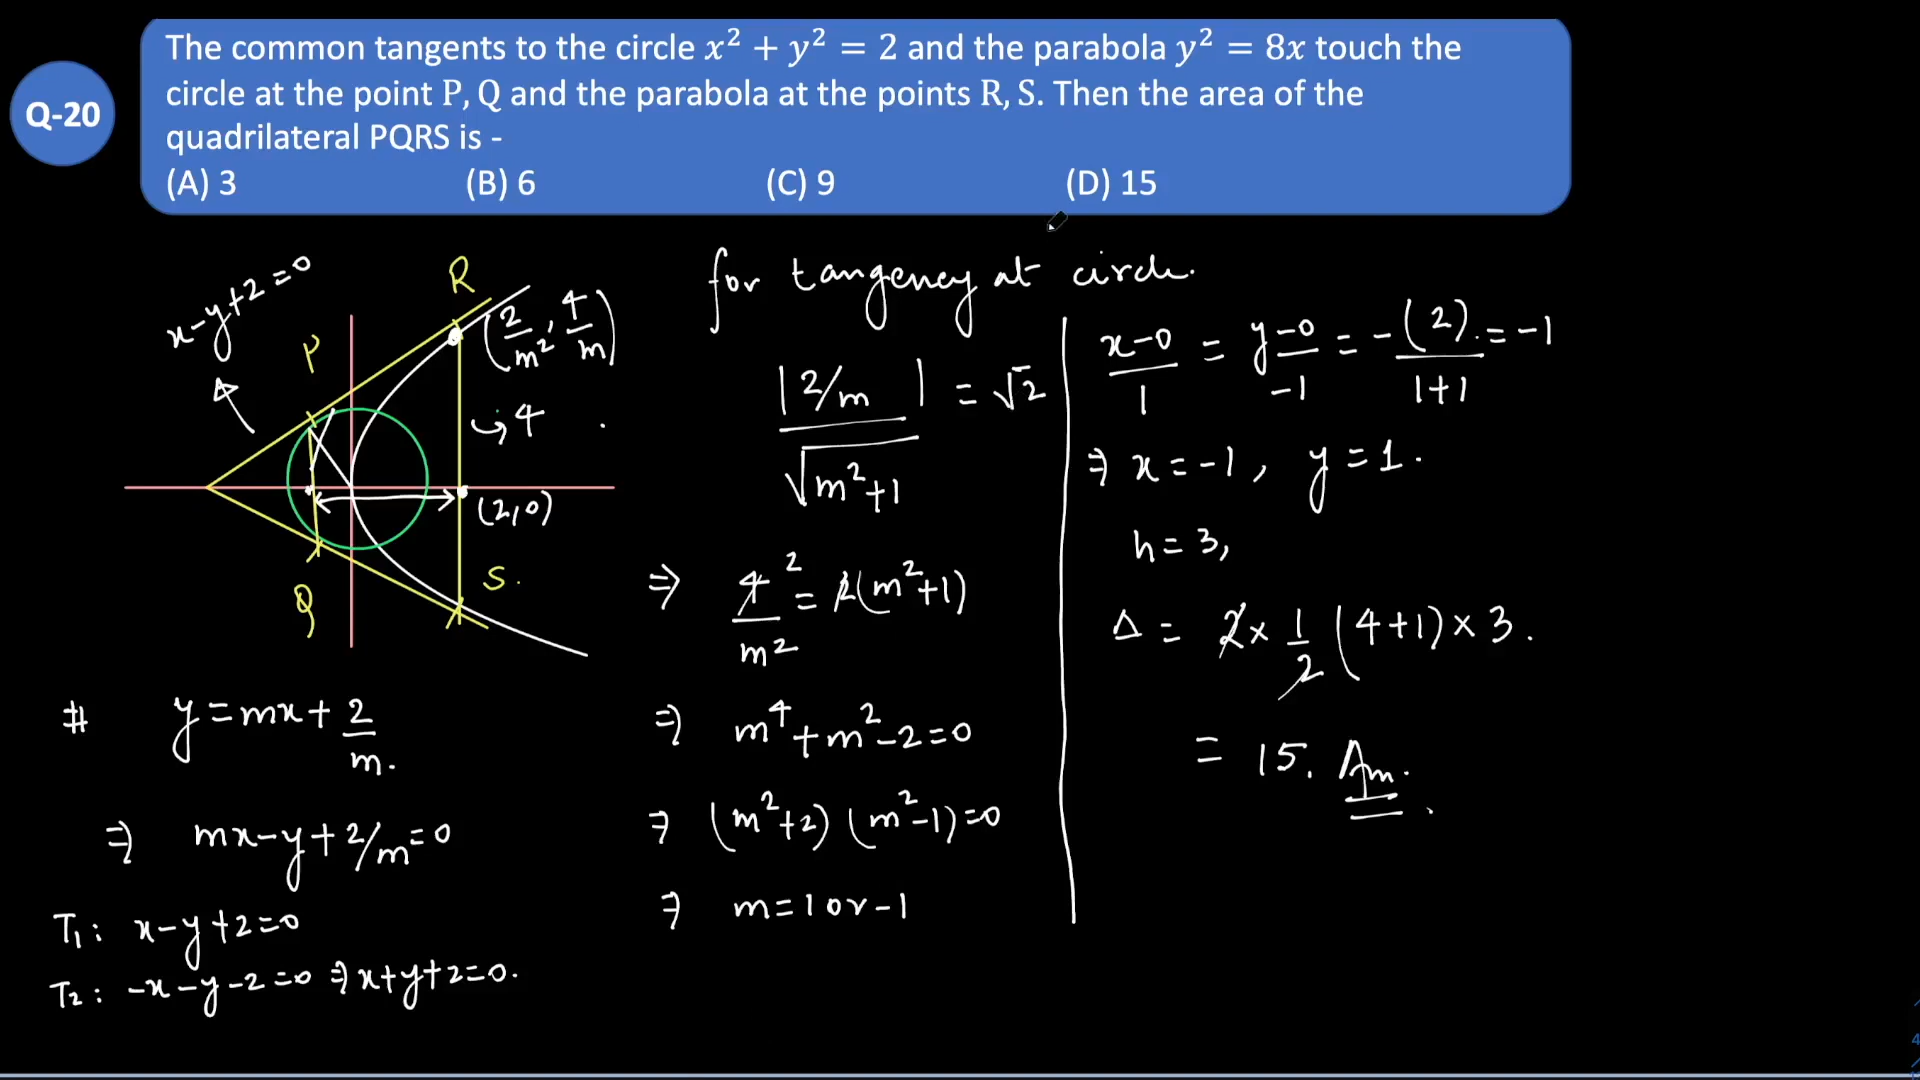 Q-20
The common tangents to the circle x² + y² = 2 and the parabola y² = 8x touch the
circle at the point P, Q and the parabola at the points R, S. Then the area of the
quadrilateral PQRS is -
(A) 3 (B) 6 (C) 9 (D) 15
x-y+2=0
P
R
(2/m², 4/m)
↪4
(2,0)
Q
S.
# y=mx+2/m.
⇒ mx-y+2/m=0
T₁: x-y+2=0
T₂: -x-y-2=0 ⇒x+y+2=0.
for tangency at circle.
|2/m|/√m²+1 = √2
⇒ 4²/m² = 2(m²+1)
⇒ m⁴+m²-2=0
⇒ (m²+2)(m²-1)=0
⇒ m=1 or -1
x-0/1 = y-0/-1 = -(2)/1+1 = -1
⇒ x=-1, y=1.
h=3,
Δ = 2×1/2(4+1)×3.
= 15. Ans.
4